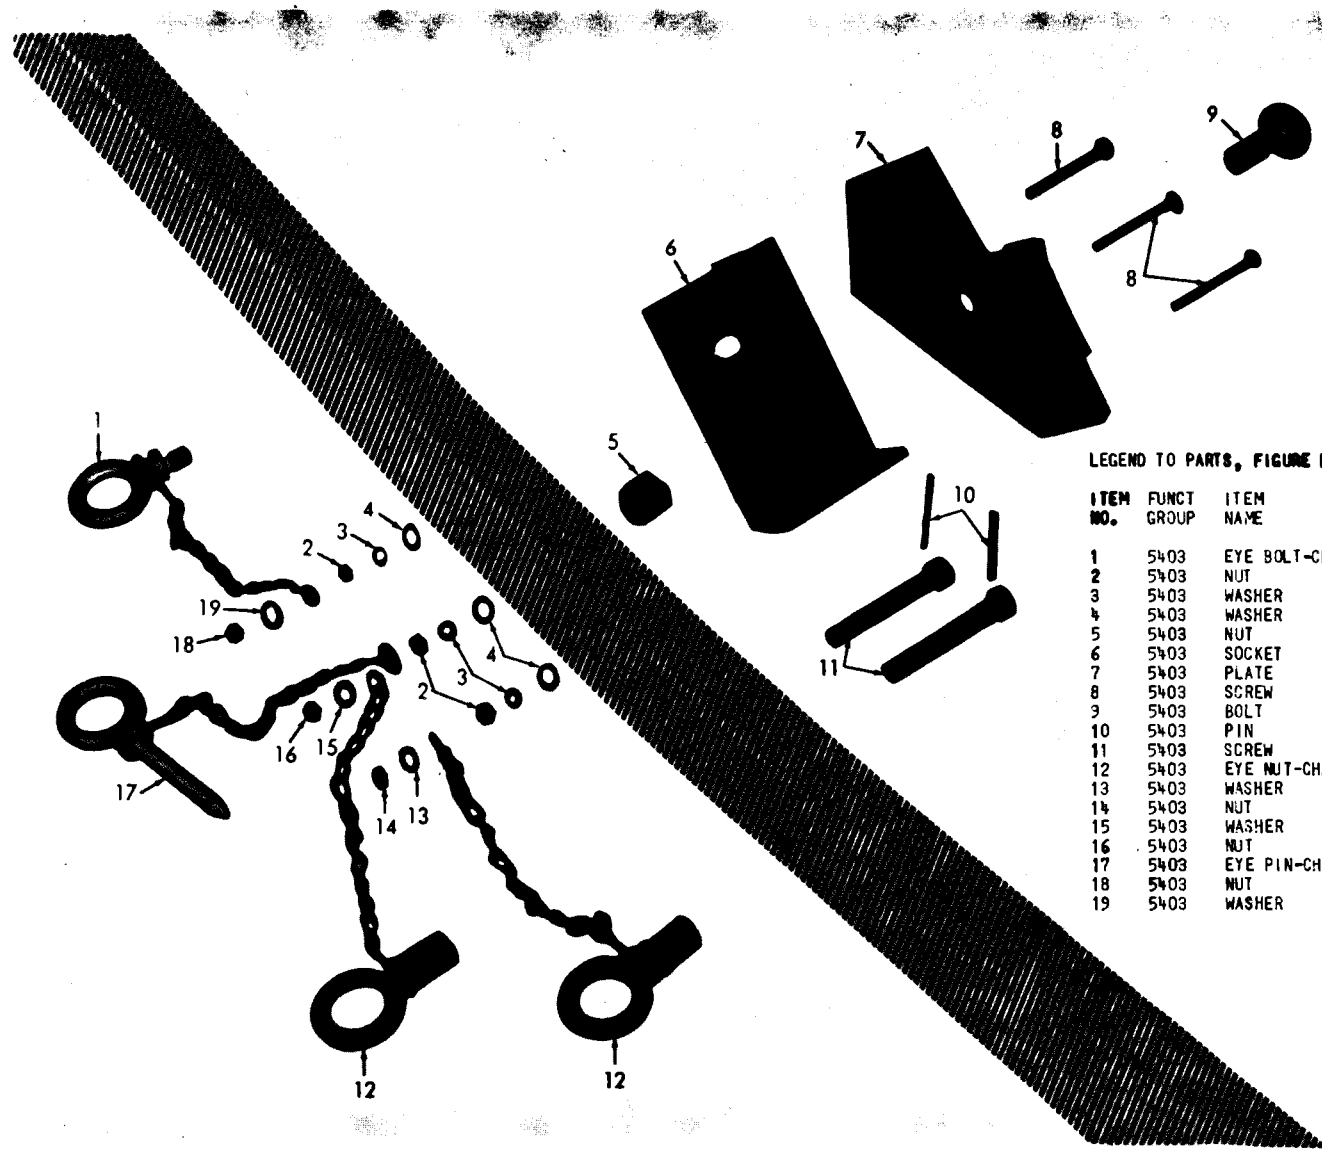 9
8
7
6
8
1
5
LEGEND TO PARTS, FIGURE
ITEM FUNCT ITEM
NO. GROUP NAME
10
4
3
2
1 5403 EYE BOLT-C
2 5403 NUT
3 5403 WASHER
4 5403 WASHER
5 5403 NUT
6 5403 SOCKET
7 5403 PLATE
8 5403 SCREW
9 5403 BOLT
10 5403 PIN
11 5403 SCREW
12 5403 EYE NUT-CH
13 5403 WASHER
14 5403 NUT
15 5403 WASHER
16 5403 NUT
17 5403 EYE PIN-CH
18 5403 NUT
19 5403 WASHER
19
18
4
3
2
11
16
15
17
14
13
12
12